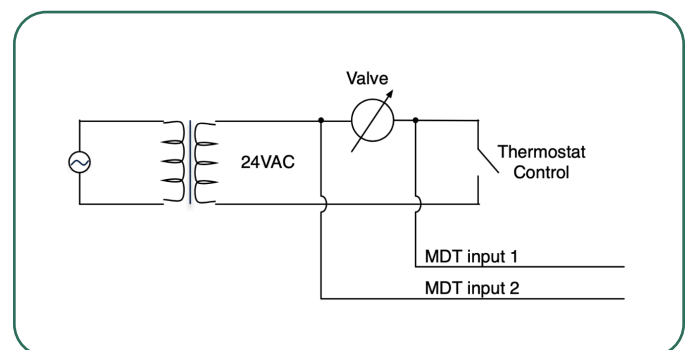 Valve
24VAC
Thermostat
Control
MDT input 1
MDT input 2